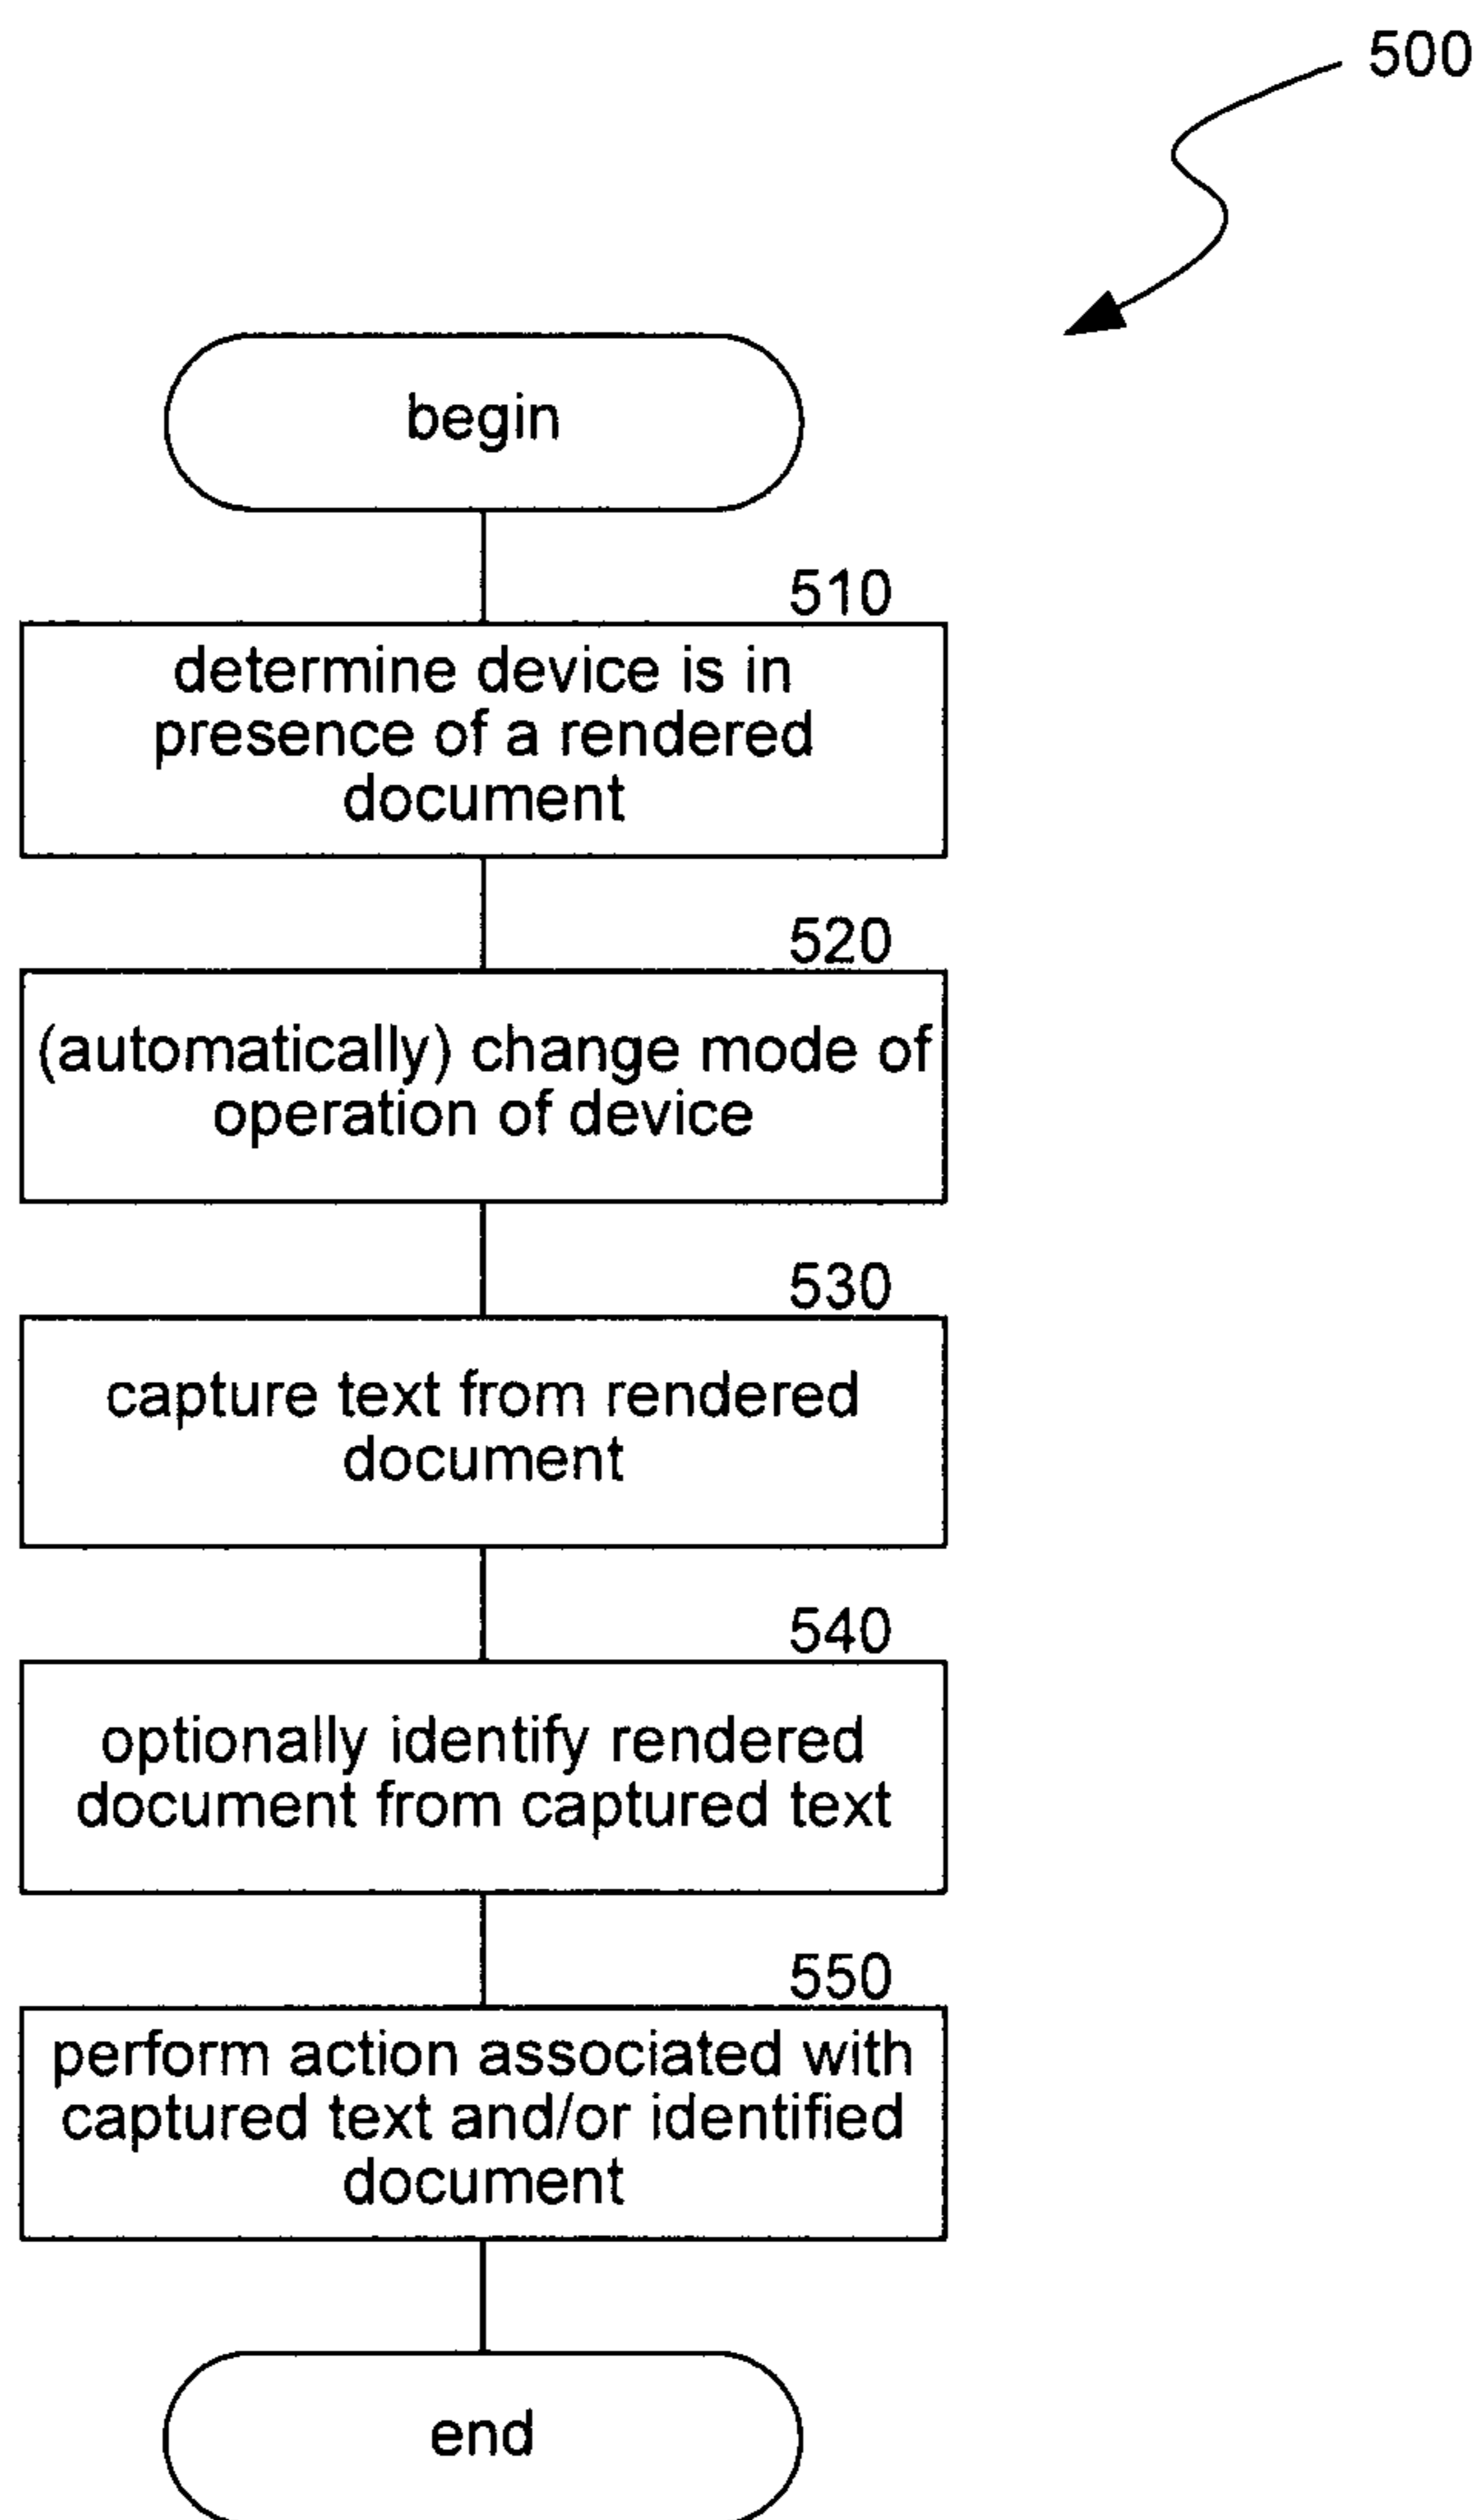 500
begin
510
determine device is in
presence of a rendered
document
520
(automatically) change mode of
operation of device
530
capture text from rendered
document
540
optionally identify rendered
document from captured text
550
perform action associated with
captured text and/or identified
document
end